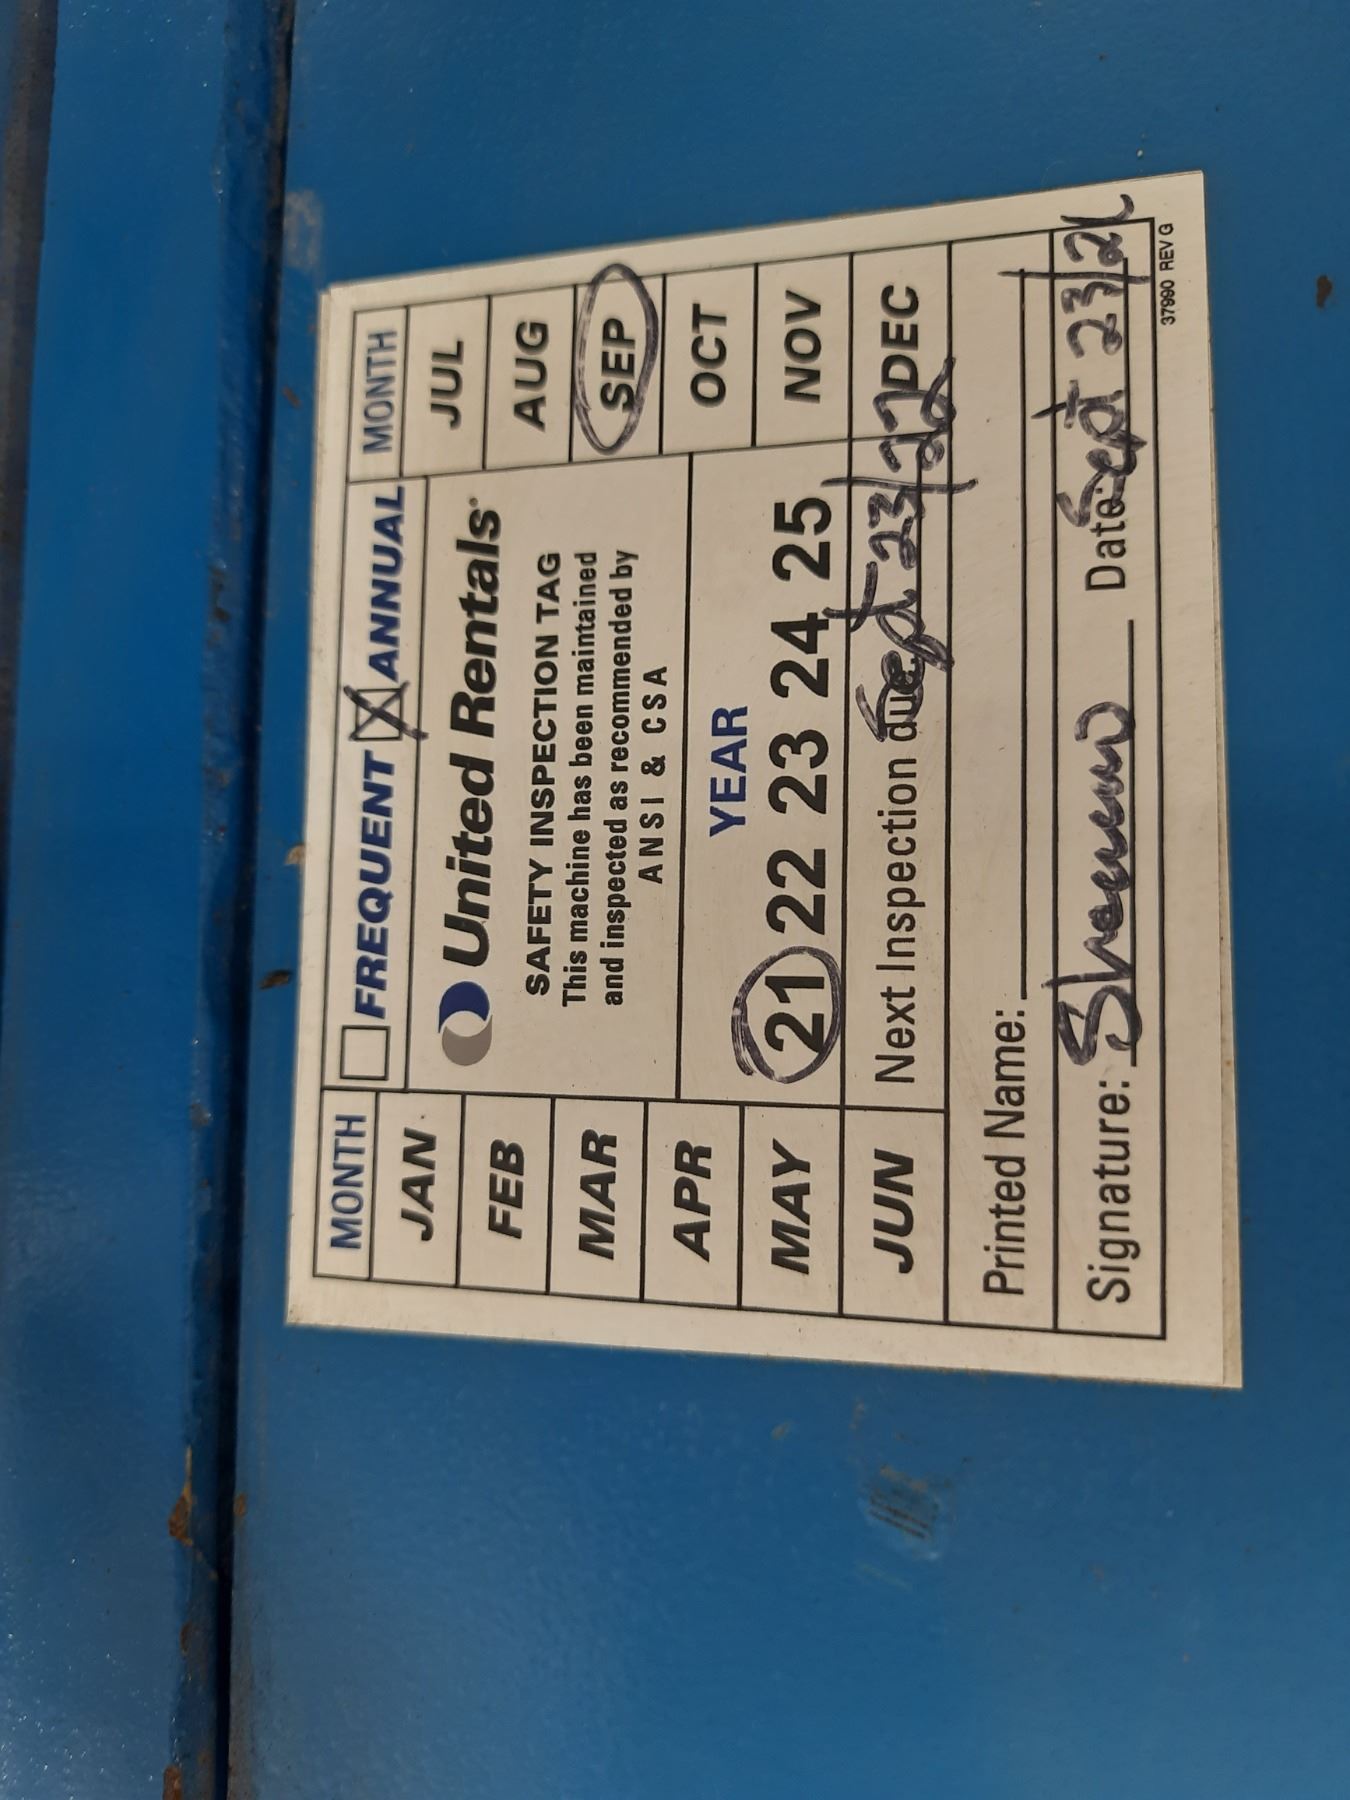 MONTH FREQUENT ANNUAL MONTH
JAN JUL
FEB AUG
MAR SEP
APR OCT
MAY NOV
JUN DEC
United Rentals
SAFETY INSPECTION TAG
This machine has been maintained
and inspected as recommended by
ANSI & CSA
YEAR
21 22 23 24 25
Next Inspection due: Sept 23/22
Printed Name:
Signature: Date: Sept 23/21
37990 REV G